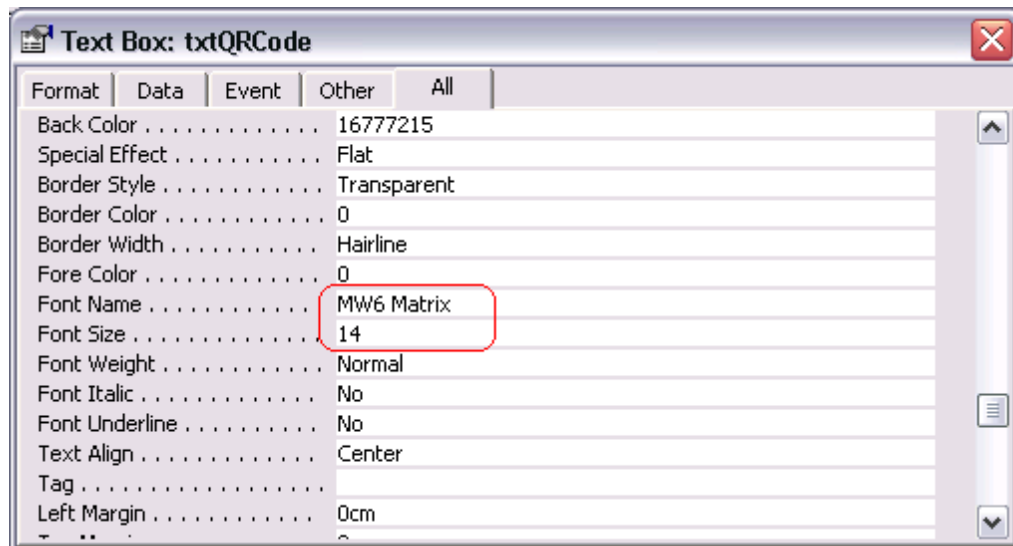 Text Box: txtQRCode
Format Data Event Other All
Back Color . . . . . . . . . . . . . 16777215
Special Effect . . . . . . . . . . . Flat
Border Style . . . . . . . . . . . . Transparent
Border Color . . . . . . . . . . . . 0
Border Width . . . . . . . . . . . Hairline
Fore Color . . . . . . . . . . . . . 0
Font Name . . . . . . . . . . . . . MW6 Matrix
Font Size . . . . . . . . . . . . . . 14
Font Weight . . . . . . . . . . . . Normal
Font Italic . . . . . . . . . . . . . No
Font Underline . . . . . . . . . . No
Text Align . . . . . . . . . . . . . Center
Tag . . . . . . . . . . . . . . . . . .
Left Margin . . . . . . . . . . . . 0cm